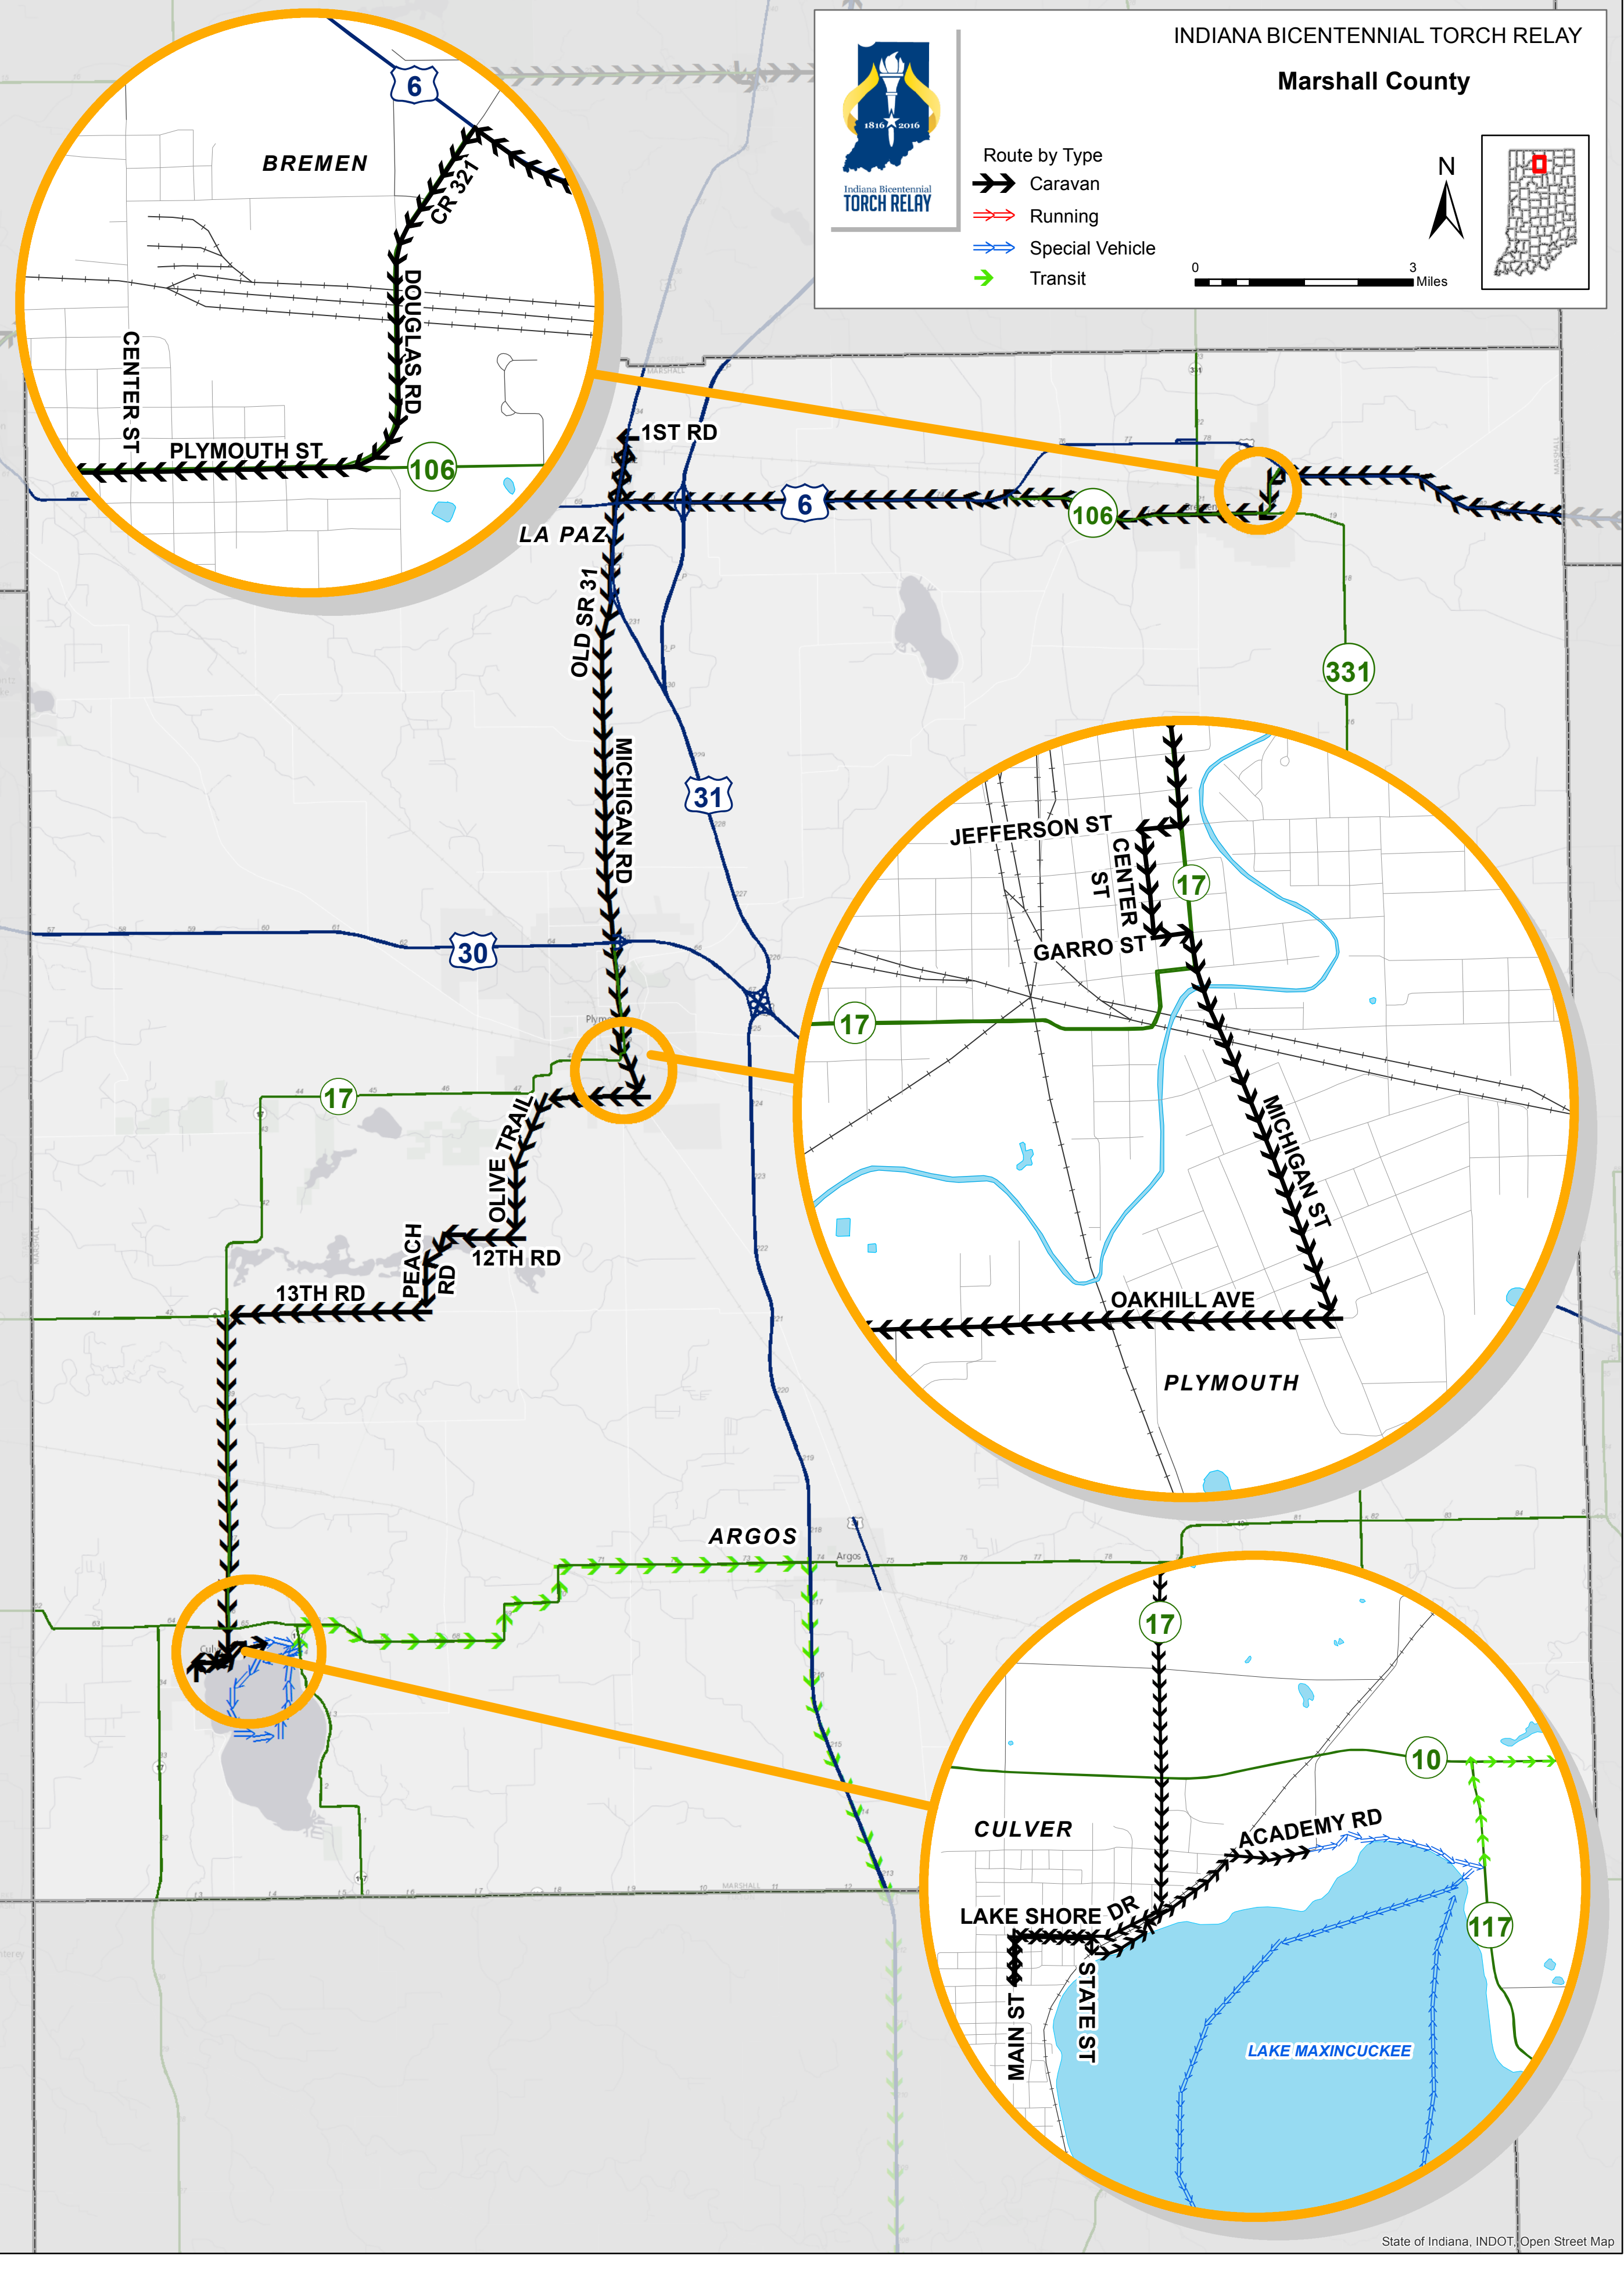 INDIANA BICENTENNIAL TORCH RELAY
Marshall County
1816 2016
Indiana Bicentennial
TORCH RELAY
Route by Type
Caravan
Running
Special Vehicle
Transit
N
0 3
Miles
6
BREMEN
CR 321
DOUGLAS RD
CENTER ST
PLYMOUTH ST
106
MARSHALL
331
1ST RD
6
106
LA PAZ
OLD SR 31
331
MICHIGAN RD
31
30
JEFFERSON ST
CENTER
ST
17
GARRO ST
17
MICHIGAN ST
OAKHILL AVE
PLYMOUTH
17
OLIVE TRAIL
12TH RD
PEACH
RD
13TH RD
ARGOS
Argos
17
10
CULVER
ACADEMY RD
LAKE SHORE DR
117
MAIN ST
STATE ST
LAKE MAXINCUCKEE
MARSHALL
State of Indiana, INDOT, Open Street Map